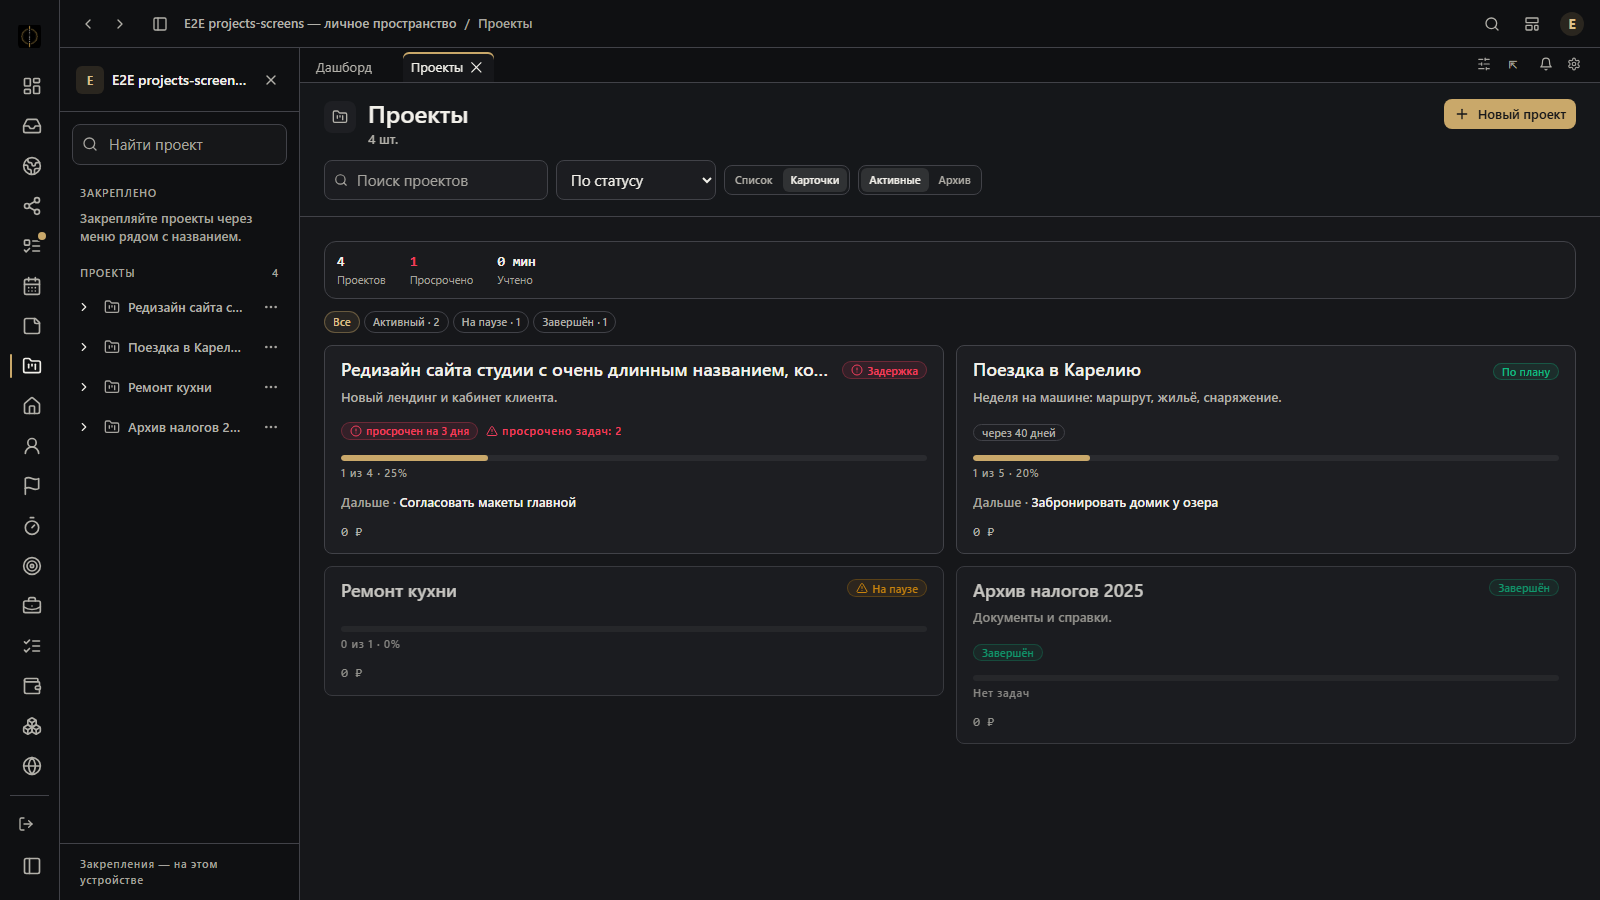 E2E projects-screens — личное пространство / Проекты
E
E
E2E projects-screen...
Найти проект
ЗАКРЕПЛЕНО
Закрепляйте проекты через
меню рядом с названием.
ПРОЕКТЫ 4
Редизайн сайта с...
Поездка в Карел...
Ремонт кухни
Архив налогов 2...
Закрепления — на этом
устройстве
Дашборд
Проекты
Проекты
4 шт.
Новый проект
Поиск проектов
По статусу
Список Карточки
Активные Архив
4 1 0 мин
Проектов Просрочено Учтено
Все Активный · 2 На паузе · 1 Завершён · 1
Редизайн сайта студии с очень длинным названием, ко... Задержка
Новый лендинг и кабинет клиента.
просрочен на 3 дня просрочено задач: 2
1 из 4 · 25%
Дальше · Согласовать макеты главной
0 ₽
Поездка в Карелию По плану
Неделя на машине: маршрут, жильё, снаряжение.
через 40 дней
1 из 5 · 20%
Дальше · Забронировать домик у озера
0 ₽
Ремонт кухни На паузе
0 из 1 · 0%
0 ₽
Архив налогов 2025 Завершён
Документы и справки.
Завершён
Нет задач
0 ₽